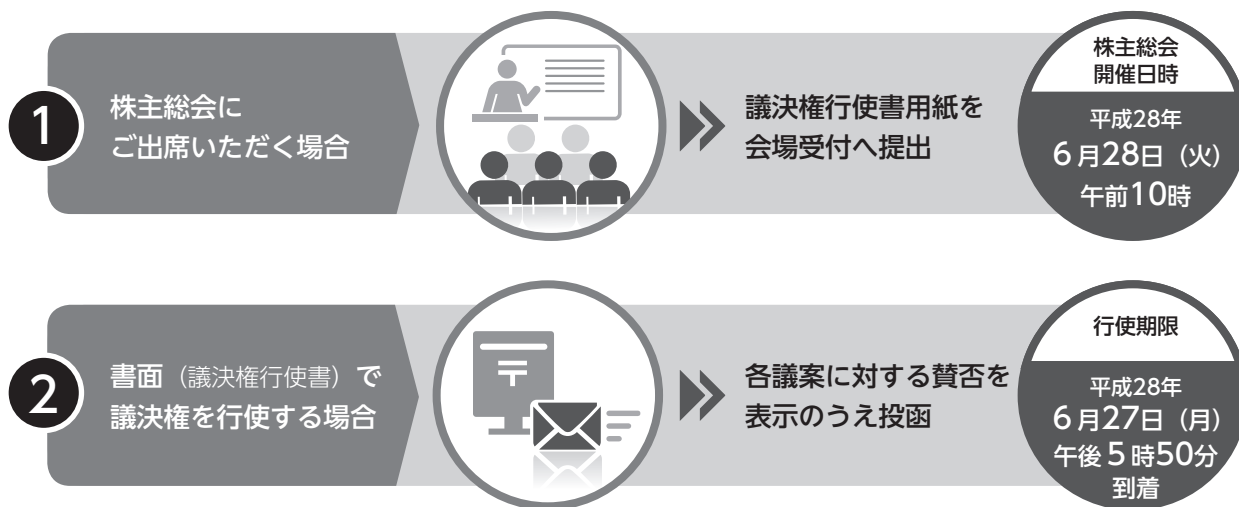 1
株主総会に
ご出席いただく場合
議決権行使書用紙を
会場受付へ提出
株主総会
開催日時
平成28年
6月28日（火）
午前10時
2
書面（議決権行使書）で
議決権を行使する場合
〒
各議案に対する賛否を
表示のうえ投函
行使期限
平成28年
6月27日（月）
午後5時50分
到着